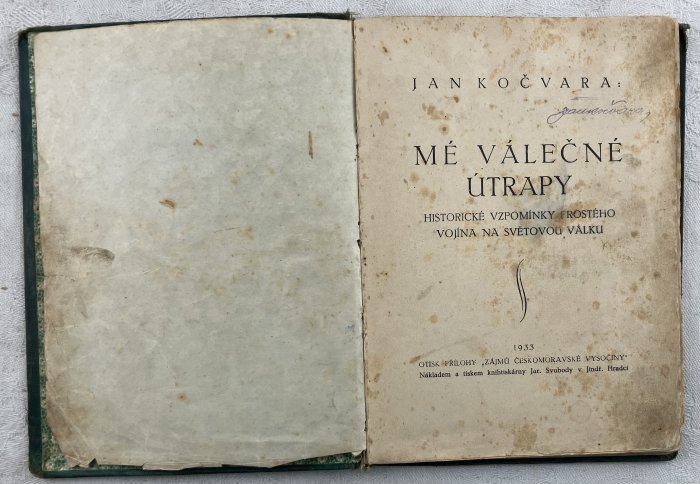 JAN KOČVARA:
MÉ VÁLEČNÉ
ÚTRAPY
HISTORICKÉ VZPOMÍNKY PROSTÉHO
VOJÍNA NA SVĚTOVOU VÁLKU
1933
OTISK PŘÍLOHY „ZÁJMŮ ČESKOMORAVSKÉ VYSOČINY“
Nákladem a tiskem knihtiskárny Jar. Svobody v Jindř. Hradci